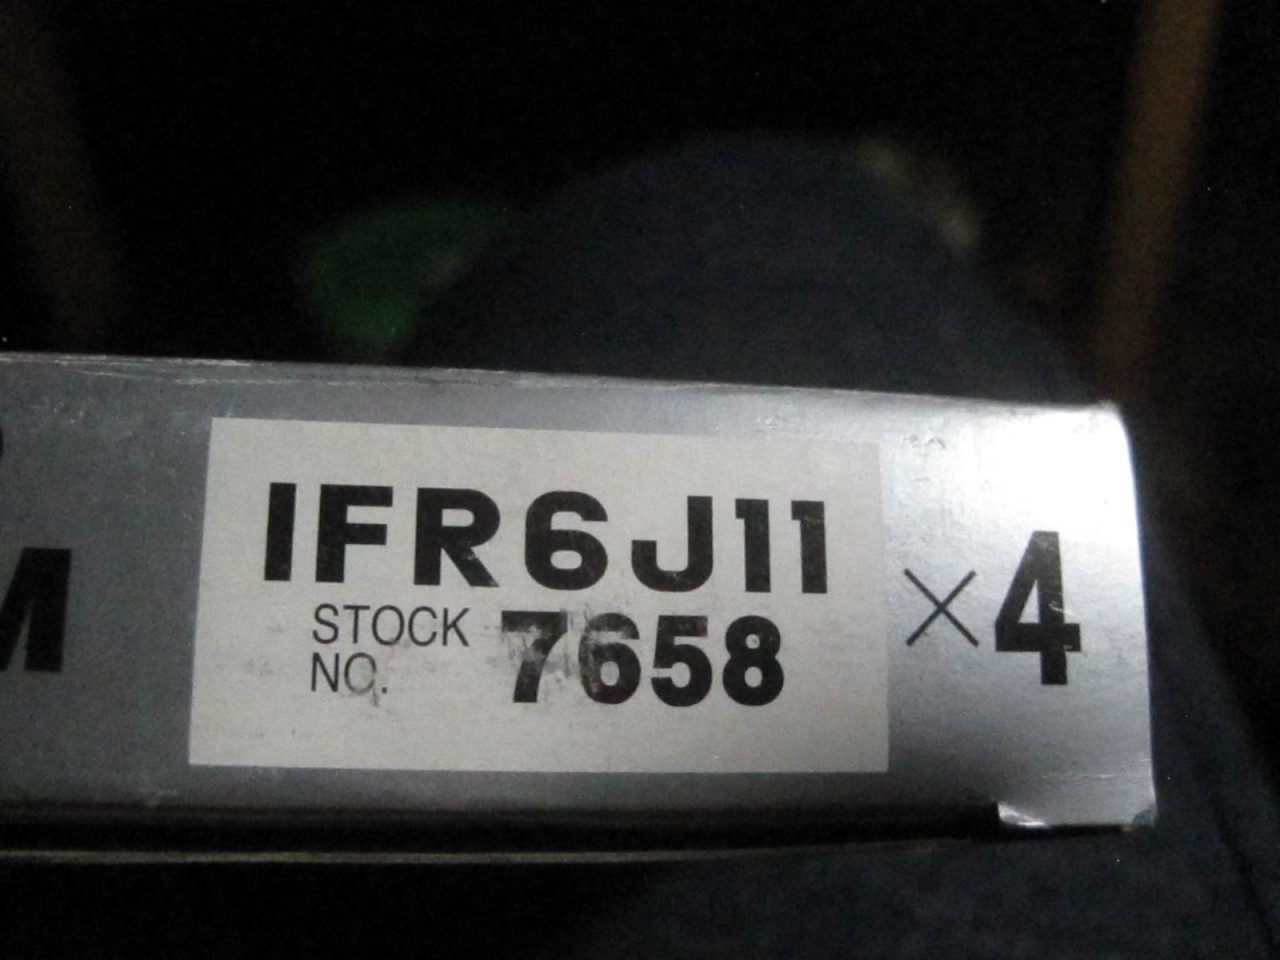 M
IFR6J11
STOCK NO. 7658
×4